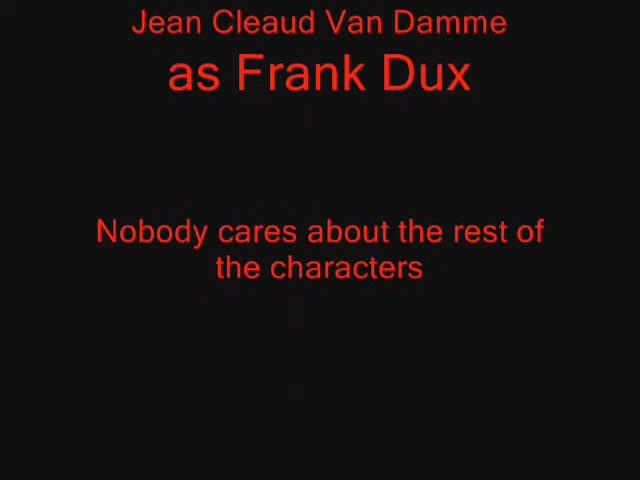 Jean Cleaud Van Damme
as Frank Dux
Nobody cares about the rest of
the characters